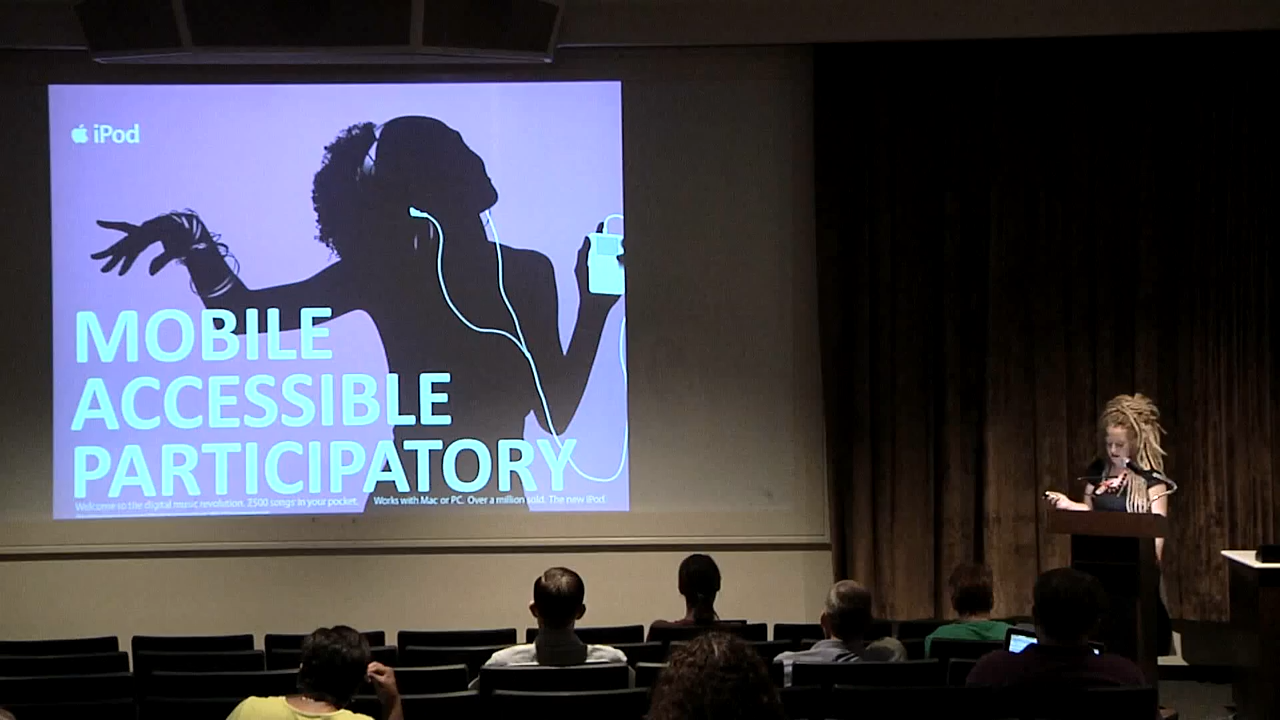 iPod
MOBILE
ACCESSIBLE
PARTICIPATORY
Welcome to the digital music revolution. 2500 songs in your pocket. Works with Mac or PC. Over a million sold. The new iPod.